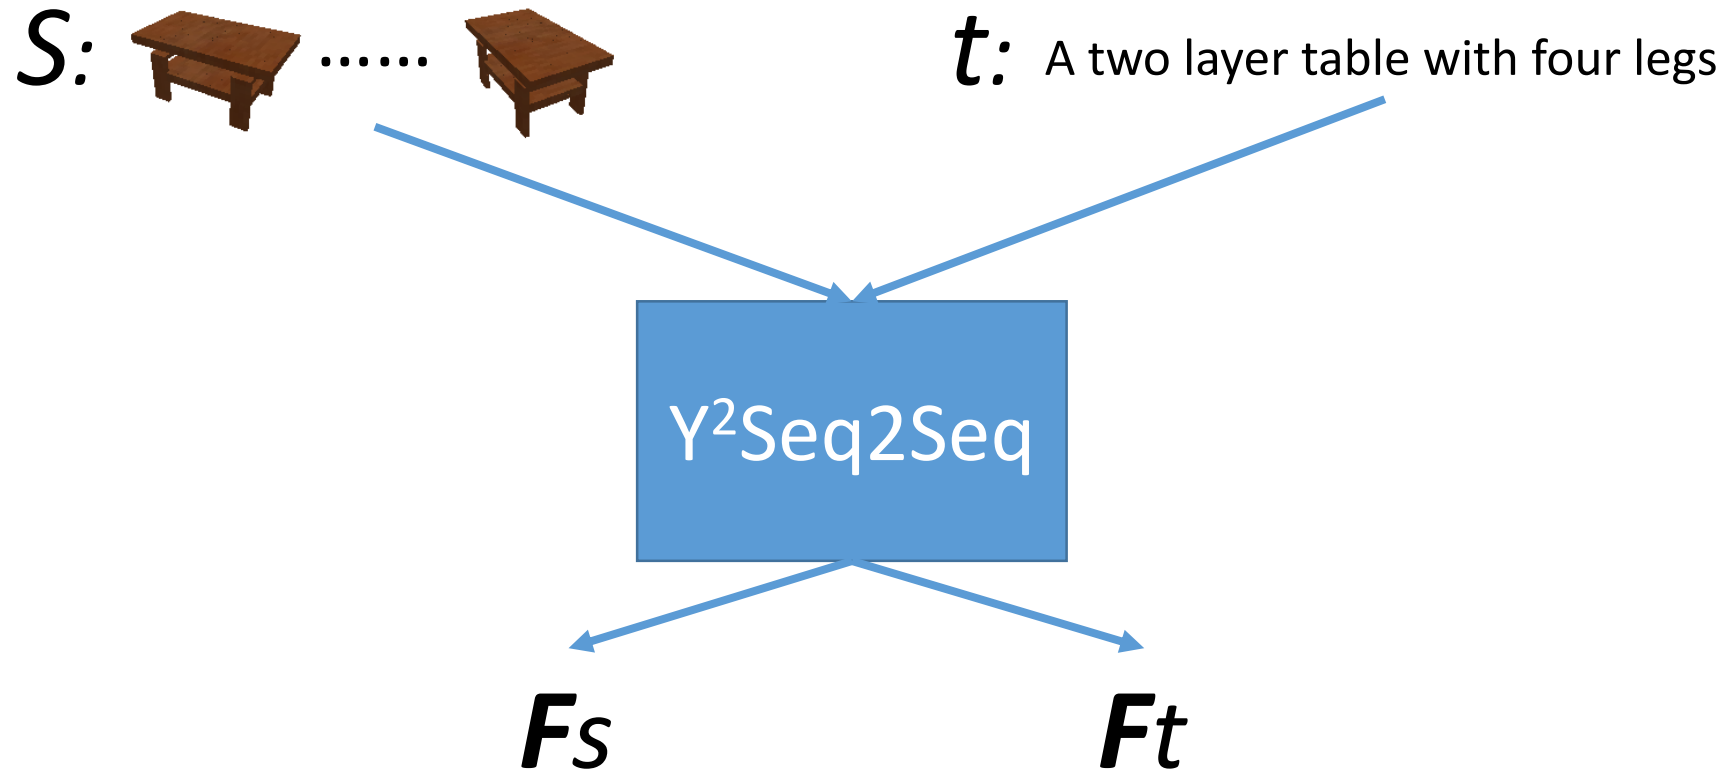 S: ...... t: A two layer table with four legs
Y²Seq2Seq
Fs Ft